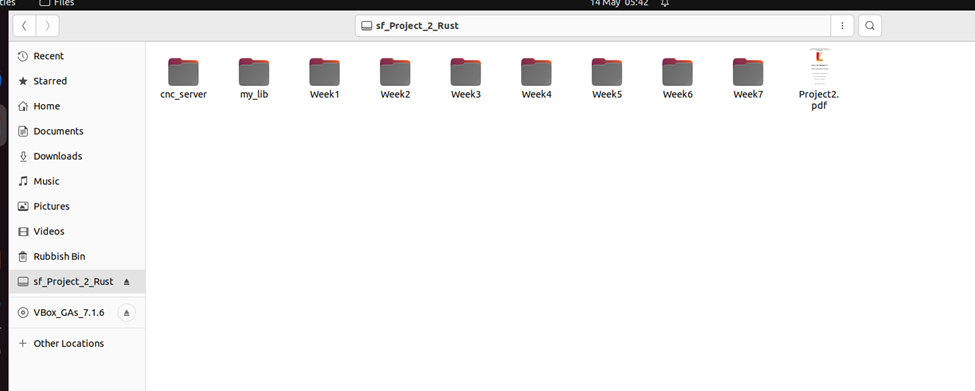 Files
14 May 05:42
sf_Project_2_Rust
Recent
Starred
Home
Documents
Downloads
Music
Pictures
Videos
Rubbish Bin
sf_Project_2_Rust
VBox_GAs_7.1.6
Other Locations
cnc_server
my_lib
Week1
Week2
Week3
Week4
Week5
Week6
Week7
Project2.
pdf